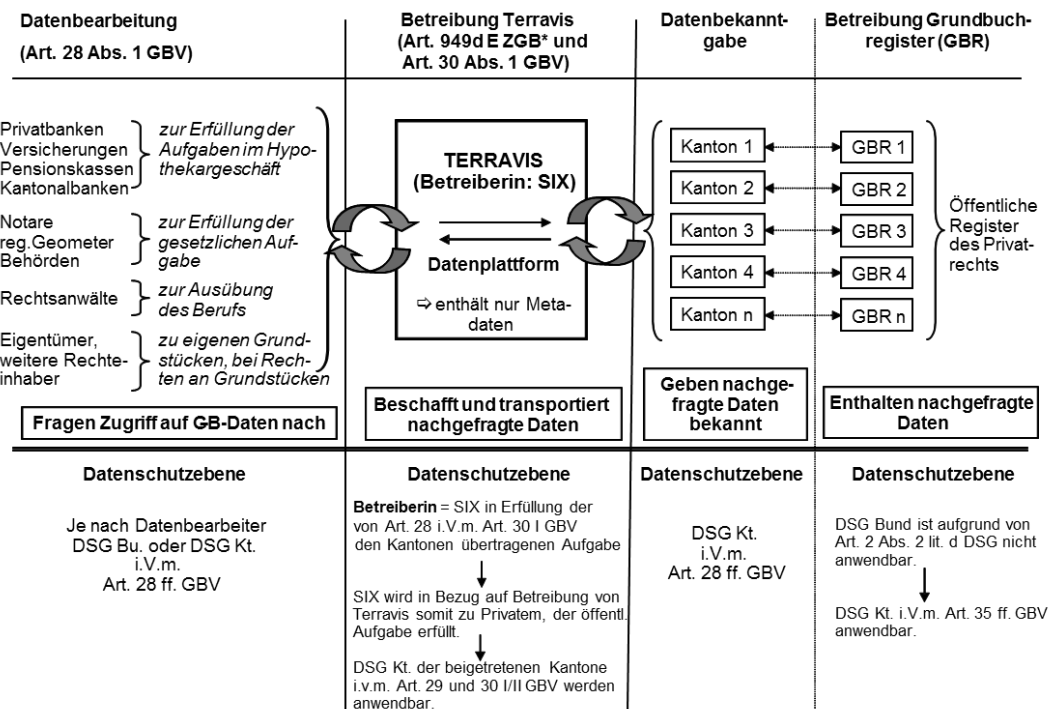 Datenbearbeitung
(Art. 28 Abs. 1 GBV)
Betreibung Terravis
(Art. 949d E ZGB* und
Art. 30 Abs. 1 GBV)
Datenbekannt-
gabe
Betreibung Grundbuch-
register (GBR)
Privatbanken
Versicherungen
Pensionskassen
Kantonalbanken
zur Erfüllung der
Aufgaben im Hypo-
thekargeschäft
Notare
reg.Geometer
Behörden
zur Erfüllung der
gesetzlichen Auf-
gabe
Rechtsanwälte
zur Ausübung
des Berufs
Eigentümer,
weitere Rechte-
inhaber
zu eigenen Grund-
stücken, bei Rech-
ten an Grundstücken
Fragen Zugriff auf GB-Daten nach
TERRAVIS
(Betreiberin: SIX)
Datenplattform
⇨ enthält nur Meta-
daten
Beschafft und transportiert
nachgefragte Daten
Kanton 1
Kanton 2
Kanton 3
Kanton 4
Kanton n
Geben nachge-
fragte Daten
bekannt
GBR 1
GBR 2
GBR 3
GBR 4
GBR n
Öffentliche
Register
des Privat-
rechts
Enthalten nachgefragte
Daten
Datenschutzebene
Je nach Datenbearbeiter
DSG Bu. oder DSG Kt.
i.V.m.
Art. 28 ff. GBV
Datenschutzebene
Betreiberin = SIX in Erfüllung der
von Art. 28 i.V.m. Art. 30 I GBV
den Kantonen übertragenen Aufgabe
SIX wird in Bezug auf Betreibung von
Terravis somit zu Privatem, der öffentl.
Aufgabe erfüllt.
DSG Kt. der beigetretenen Kantone
i.v.m. Art. 29 und 30 I/II GBV werden
anwendbar.
Datenschutzebene
DSG Kt.
i.V.m.
Art. 28 ff. GBV
Datenschutzebene
DSG Bund ist aufgrund von
Art. 2 Abs. 2 lit. d DSG nicht
anwendbar.
DSG Kt. i.V.m. Art. 35 ff. GBV
anwendbar.